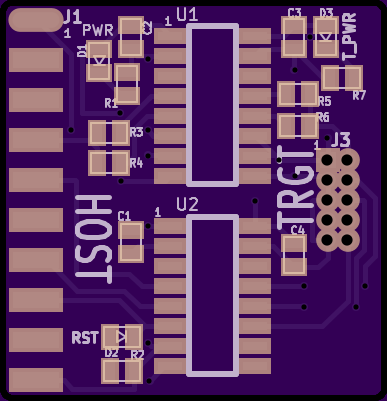 J1
1
PWR
D1
C2
R1
U1
1
C3
D3
T_PWR
R7
R5
R6
R3
R4
J3
1
TRGT
HOST
C1
1
U2
C4
RST
D2
R2